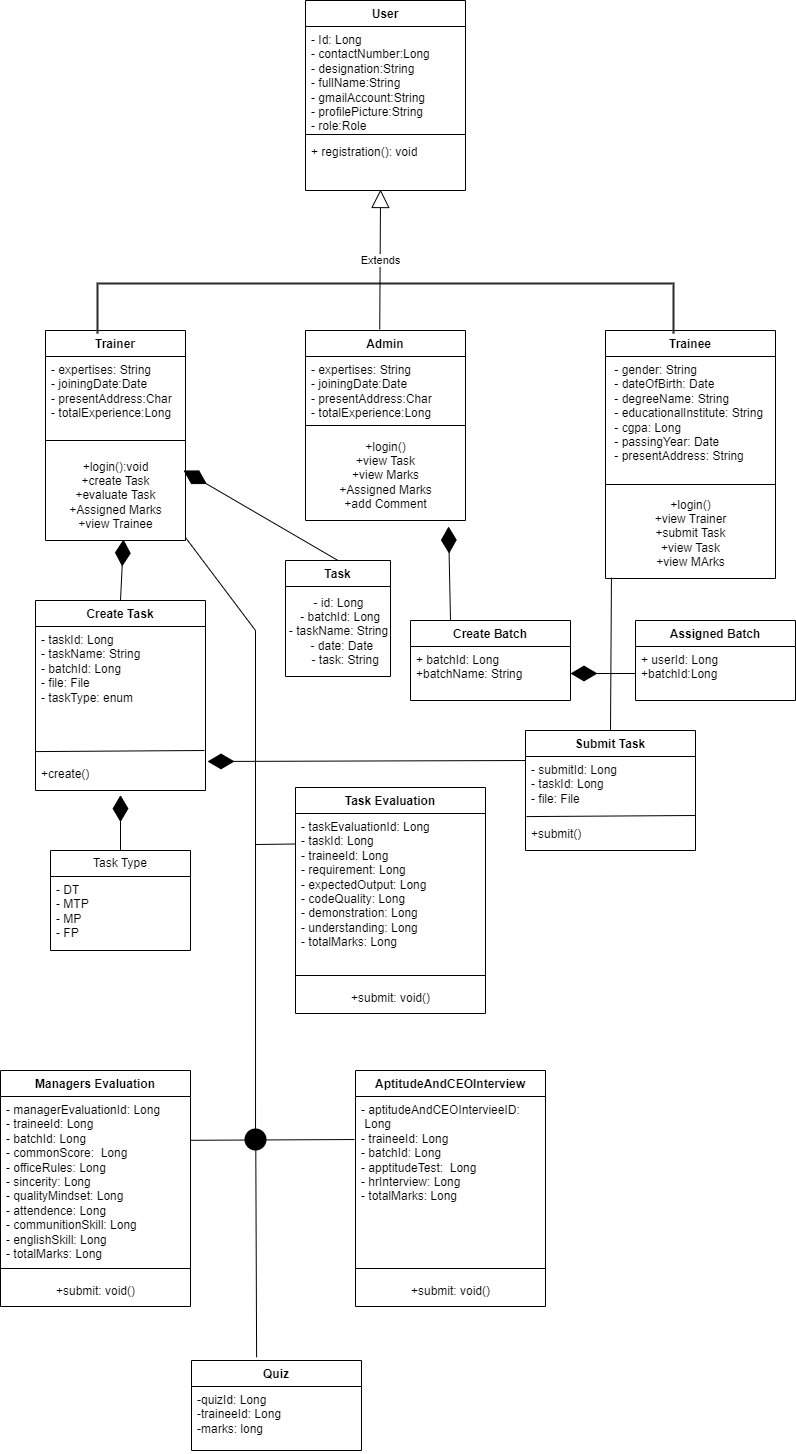 User
- Id: Long
- contactNumber:Long
- designation:String
- fullName:String
- gmailAccount:String
- profilePicture:String
- role:Role
+ registration(): void
Extends
Trainer
- expertises: String
- joiningDate:Date
- presentAddress:Char
- totalExperience:Long
+login():void
+create Task
+evaluate Task
+Assigned Marks
+view Trainee
Admin
- expertises: String
- joiningDate:Date
- presentAddress:Char
- totalExperience:Long
+login()
+view Task
+view Marks
+Assigned Marks
+add Comment
Trainee
- gender: String
- dateOfBirth: Date
- degreeName: String
- educationalInstitute: String
- cgpa: Long
- passingYear: Date
- presentAddress: String
+login()
+view Trainer
+submit Task
+view Task
+view MArks
Task
- id: Long
- batchId: Long
- taskName: String
- date: Date
- task: String
Create Task
- taskId: Long
- taskName: String
- batchId: Long
- file: File
- taskType: enum
+create()
Create Batch
+ batchId: Long
+batchName: String
Assigned Batch
+ userId: Long
+batchId:Long
Submit Task
- submitId: Long
- taskId: Long
- file: File
+submit()
Task Type
- DT
- MTP
- MP
- FP
Task Evaluation
- taskEvaluationId: Long
- taskId: Long
- traineeId: Long
- requirement: Long
- expectedOutput: Long
- codeQuality: Long
- demonstration: Long
- understanding: Long
- totalMarks: Long
+submit: void()
Managers Evaluation
- managerEvaluationId: Long
- traineeId: Long
- batchId: Long
- commonScore:  Long
- officeRules: Long
- sincerity: Long
- qualityMindset: Long
- attendence: Long
- communitionSkill: Long
- englishSkill: Long
- totalMarks: Long
+submit: void()
AptitudeAndCEOInterview
- aptitudeAndCEOIntervieeID:
Long
- traineeId: Long
- batchId: Long
- apptitudeTest:  Long
- hrInterview: Long
- totalMarks: Long
+submit: void()
Quiz
-quizId: Long
-traineeId: Long
-marks: long